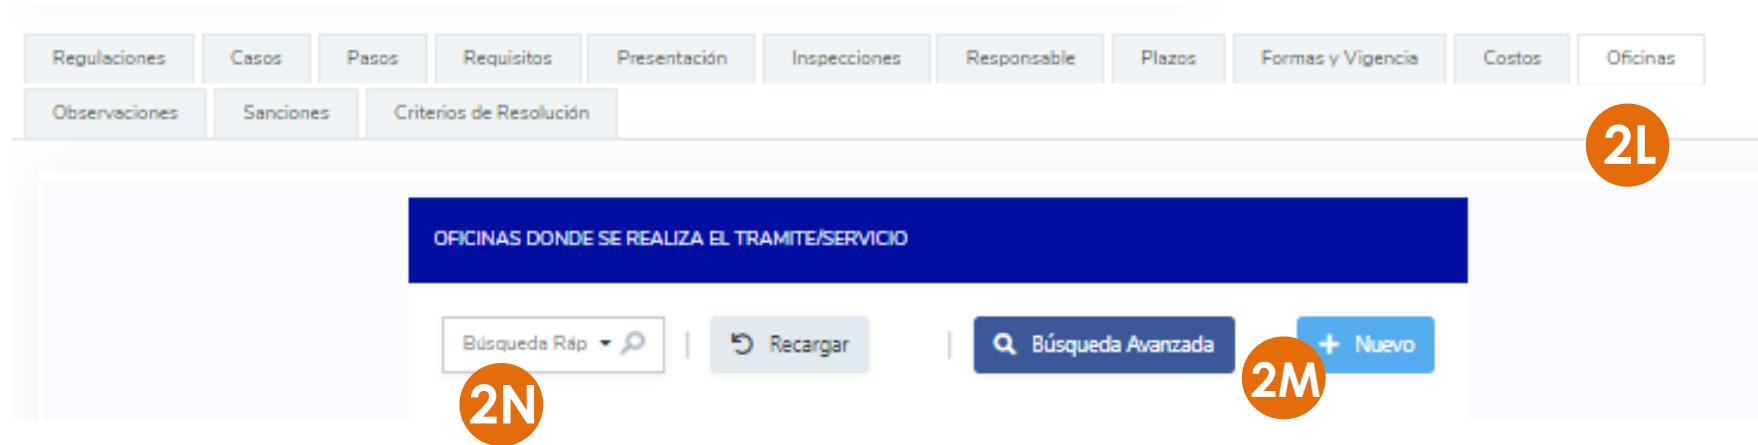 Regulaciones Casos Pasos Requisitos Presentación Inspecciones Responsable Plazos Formas y Vigencia Costos Oficinas
Observaciones Sanciones Criterios de Resolución
2L
OFICINAS DONDE SE REALIZA EL TRAMITE/SERVICIO
Búsqueda Ráp | Recargar | Búsqueda Avanzada + Nuevo
2N 2M